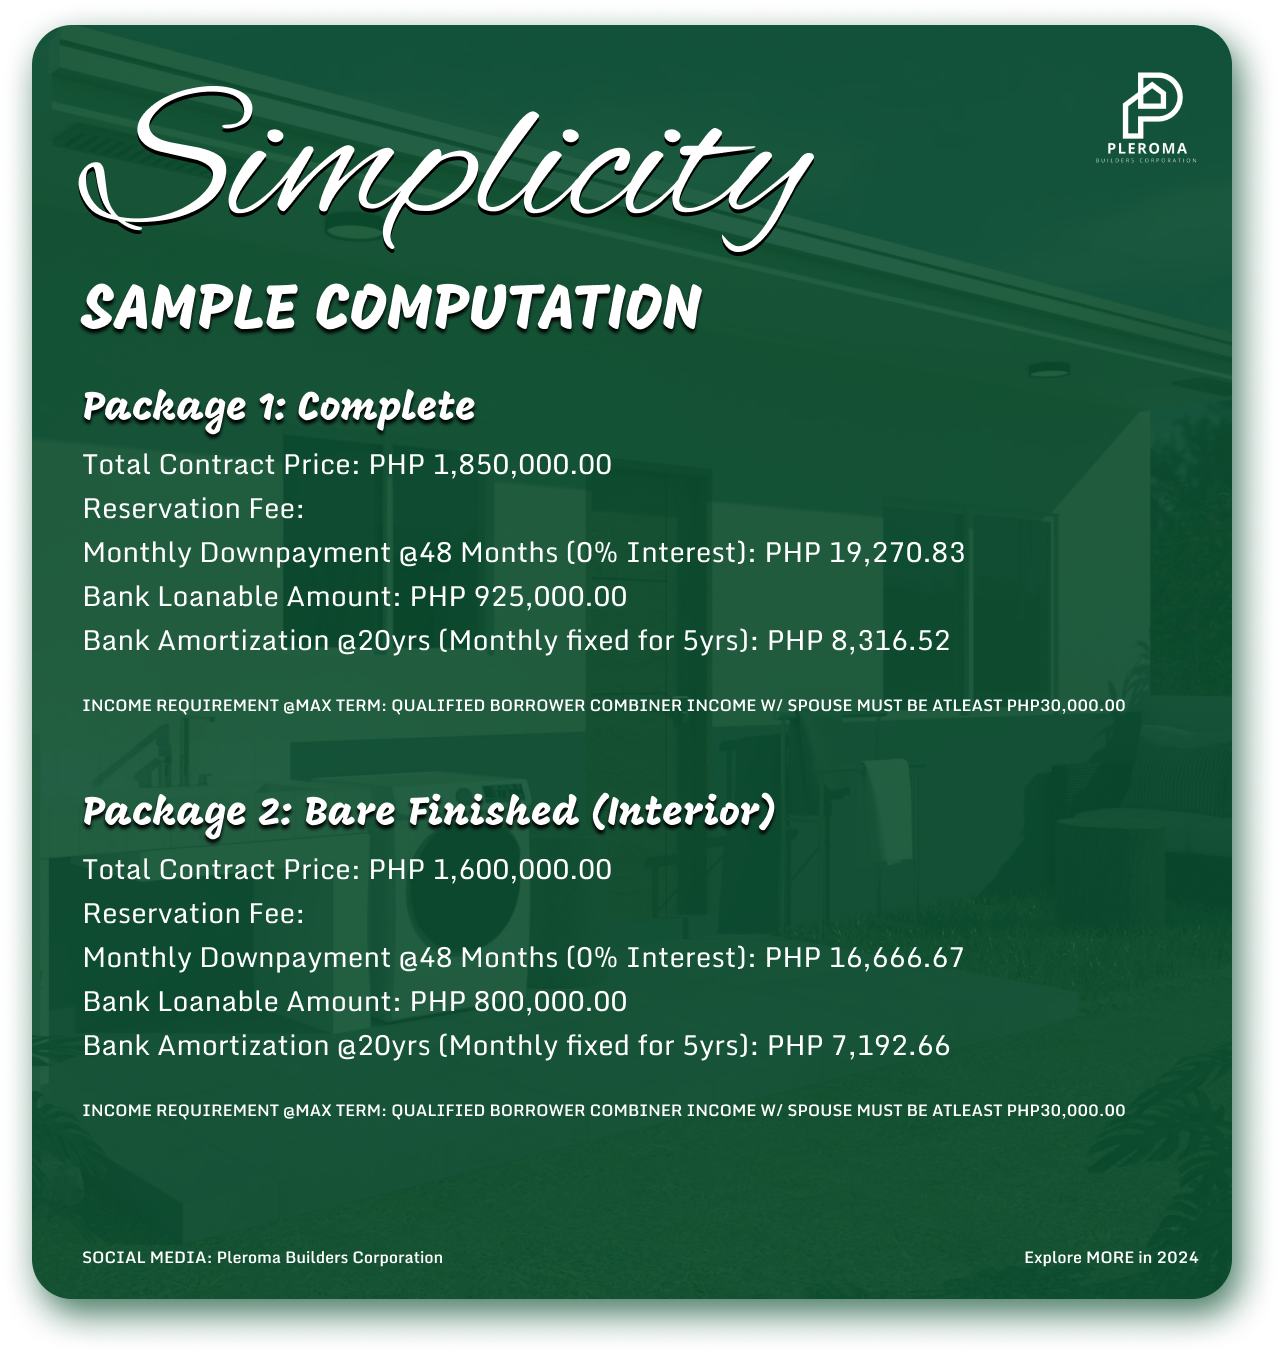 Simplicity
PLEROMA
BUILDERS CORPORATION
SAMPLE COMPUTATION
Package 1: Complete
Total Contract Price: PHP 1,850,000.00
Reservation Fee:
Monthly Downpayment @48 Months (0% Interest): PHP 19,270.83
Bank Loanable Amount: PHP 925,000.00
Bank Amortization @20yrs (Monthly fixed for 5yrs): PHP 8,316.52
INCOME REQUIREMENT @MAX TERM: QUALIFIED BORROWER COMBINER INCOME W/ SPOUSE MUST BE ATLEAST PHP30,000.00
Package 2: Bare Finished (Interior)
Total Contract Price: PHP 1,600,000.00
Reservation Fee:
Monthly Downpayment @48 Months (0% Interest): PHP 16,666.67
Bank Loanable Amount: PHP 800,000.00
Bank Amortization @20yrs (Monthly fixed for 5yrs): PHP 7,192.66
INCOME REQUIREMENT @MAX TERM: QUALIFIED BORROWER COMBINER INCOME W/ SPOUSE MUST BE ATLEAST PHP30,000.00
SOCIAL MEDIA: Pleroma Builders Corporation
Explore MORE in 2024